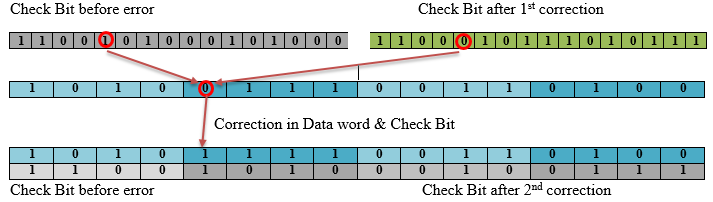 Check Bit before error
Check Bit after 1st correction
1 1 0 0 1 0 1 0 0 0 1 0 1 0 0 0
1 1 0 0 0 1 0 1 1 1 0 1 0 1 1 1
1 0 1 0 0 1 1 1 0 0 1 1 0 1 0 0
Correction in Data word & Check Bit
1 0 1 0 1 1 1 1 0 0 1 1 0 1 0 0
1 1 0 0 1 0 1 0 0 1 1 0 0 1 1 1
Check Bit before error
Check Bit after 2nd correction